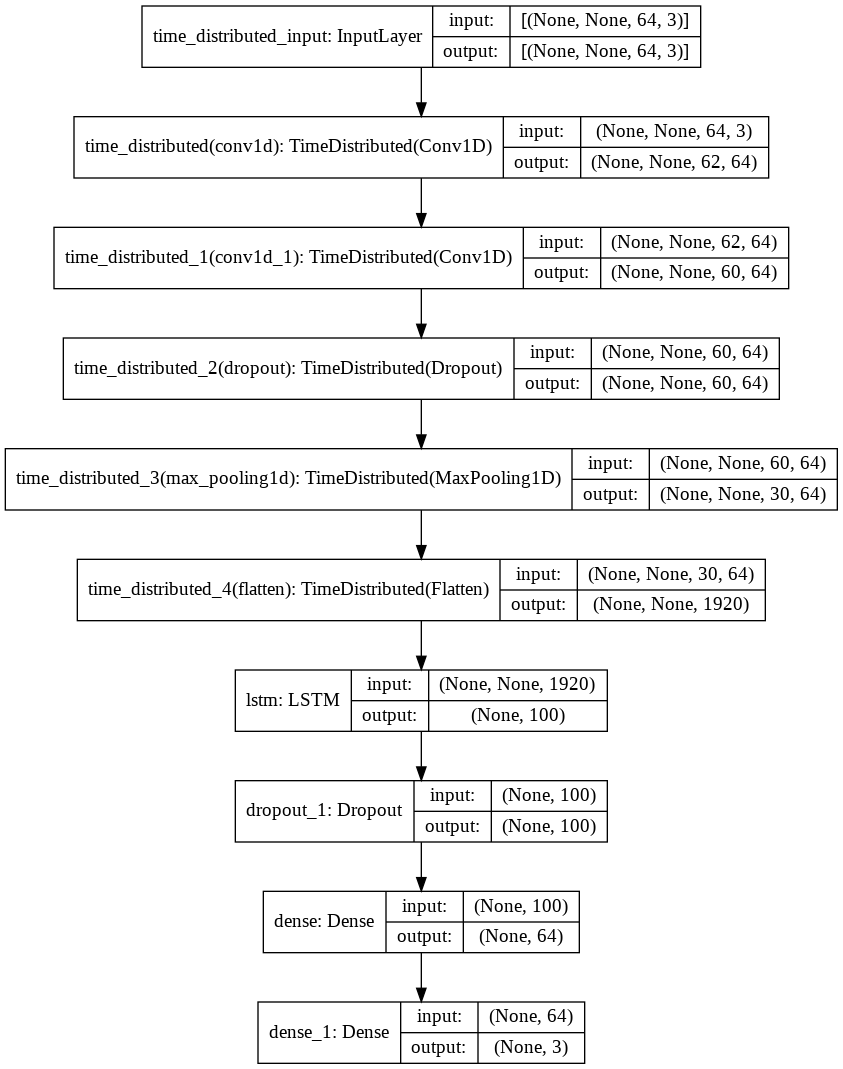 time_distributed_input: InputLayer
input: [(None, None, 64, 3)]
output: [(None, None, 64, 3)]
time_distributed(conv1d): TimeDistributed(Conv1D)
input: (None, None, 64, 3)
output: (None, None, 62, 64)
time_distributed_1(conv1d_1): TimeDistributed(Conv1D)
input: (None, None, 62, 64)
output: (None, None, 60, 64)
time_distributed_2(dropout): TimeDistributed(Dropout)
input: (None, None, 60, 64)
output: (None, None, 60, 64)
time_distributed_3(max_pooling1d): TimeDistributed(MaxPooling1D)
input: (None, None, 60, 64)
output: (None, None, 30, 64)
time_distributed_4(flatten): TimeDistributed(Flatten)
input: (None, None, 30, 64)
output: (None, None, 1920)
lstm: LSTM
input: (None, None, 1920)
output: (None, 100)
dropout_1: Dropout
input: (None, 100)
output: (None, 100)
dense: Dense
input: (None, 100)
output: (None, 64)
dense_1: Dense
input: (None, 64)
output: (None, 3)